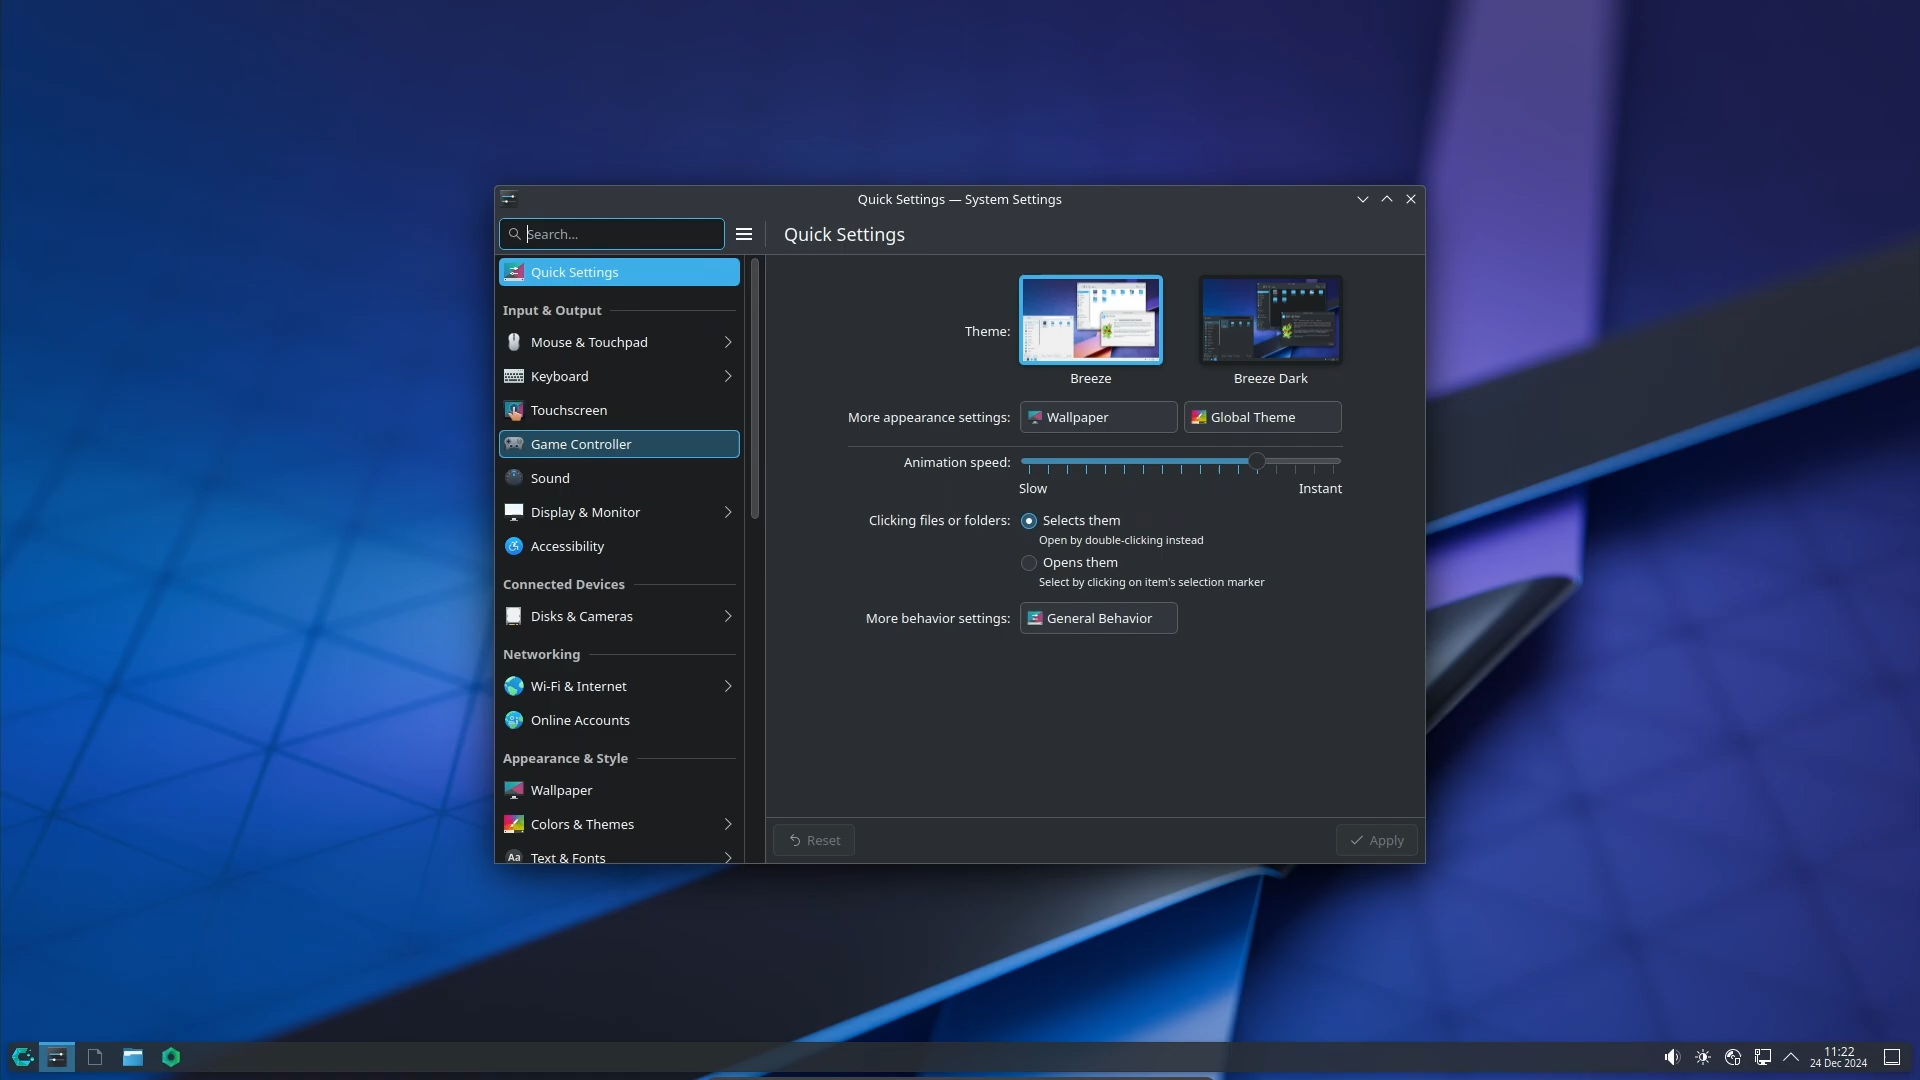 Quick Settings — System Settings
Search...
Quick Settings
Quick Settings
Input & Output
Mouse & Touchpad
Keyboard
Touchscreen
Game Controller
Sound
Display & Monitor
Accessibility
Connected Devices
Disks & Cameras
Networking
Wi-Fi & Internet
Online Accounts
Appearance & Style
Wallpaper
Colors & Themes
Aa Text & Fonts
Theme:
Breeze
Breeze Dark
More appearance settings:
Wallpaper
Global Theme
Animation speed:
Slow
Instant
Clicking files or folders:
Selects them
Open by double-clicking instead
Opens them
Select by clicking on item's selection marker
More behavior settings:
General Behavior
Reset
Apply
11:22
24 Dec 2024